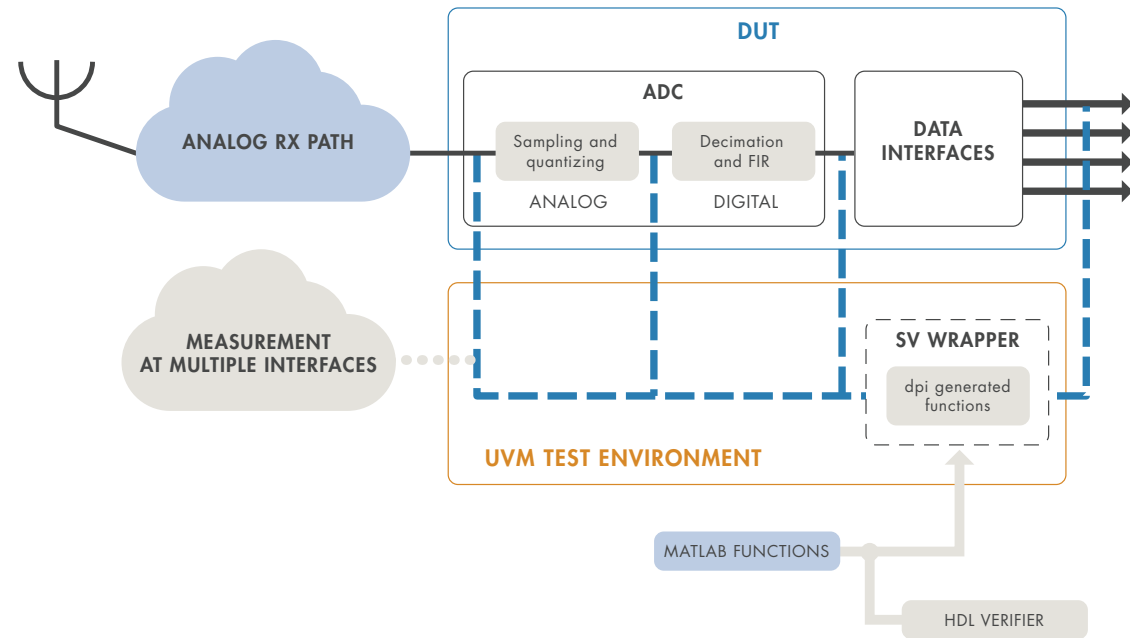 DUT
ADC
ANALOG RX PATH
Sampling and
quantizing
Decimation
and FIR
DATA
INTERFACES
ANALOG
DIGITAL
MEASUREMENT
AT MULTIPLE INTERFACES
SV WRAPPER
dpi generated
functions
UVM TEST ENVIRONMENT
MATLAB FUNCTIONS
HDL VERIFIER